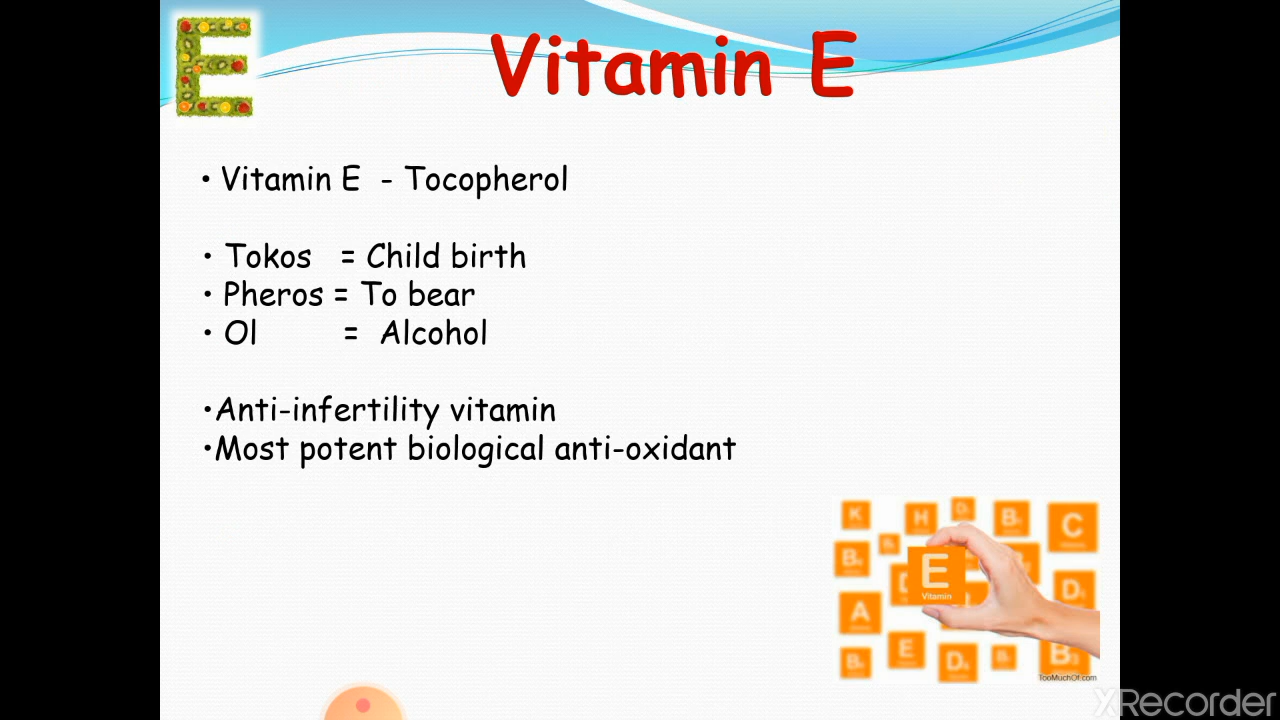 Vitamin E
• Vitamin E - Tocopherol
• Tokos = Child birth
• Pheros = To bear
• Ol = Alcohol
•Anti-infertility vitamin
•Most potent biological anti-oxidant
K
H
C
E
Vitamin
A
E
TooMuchOf.com
XRecorder